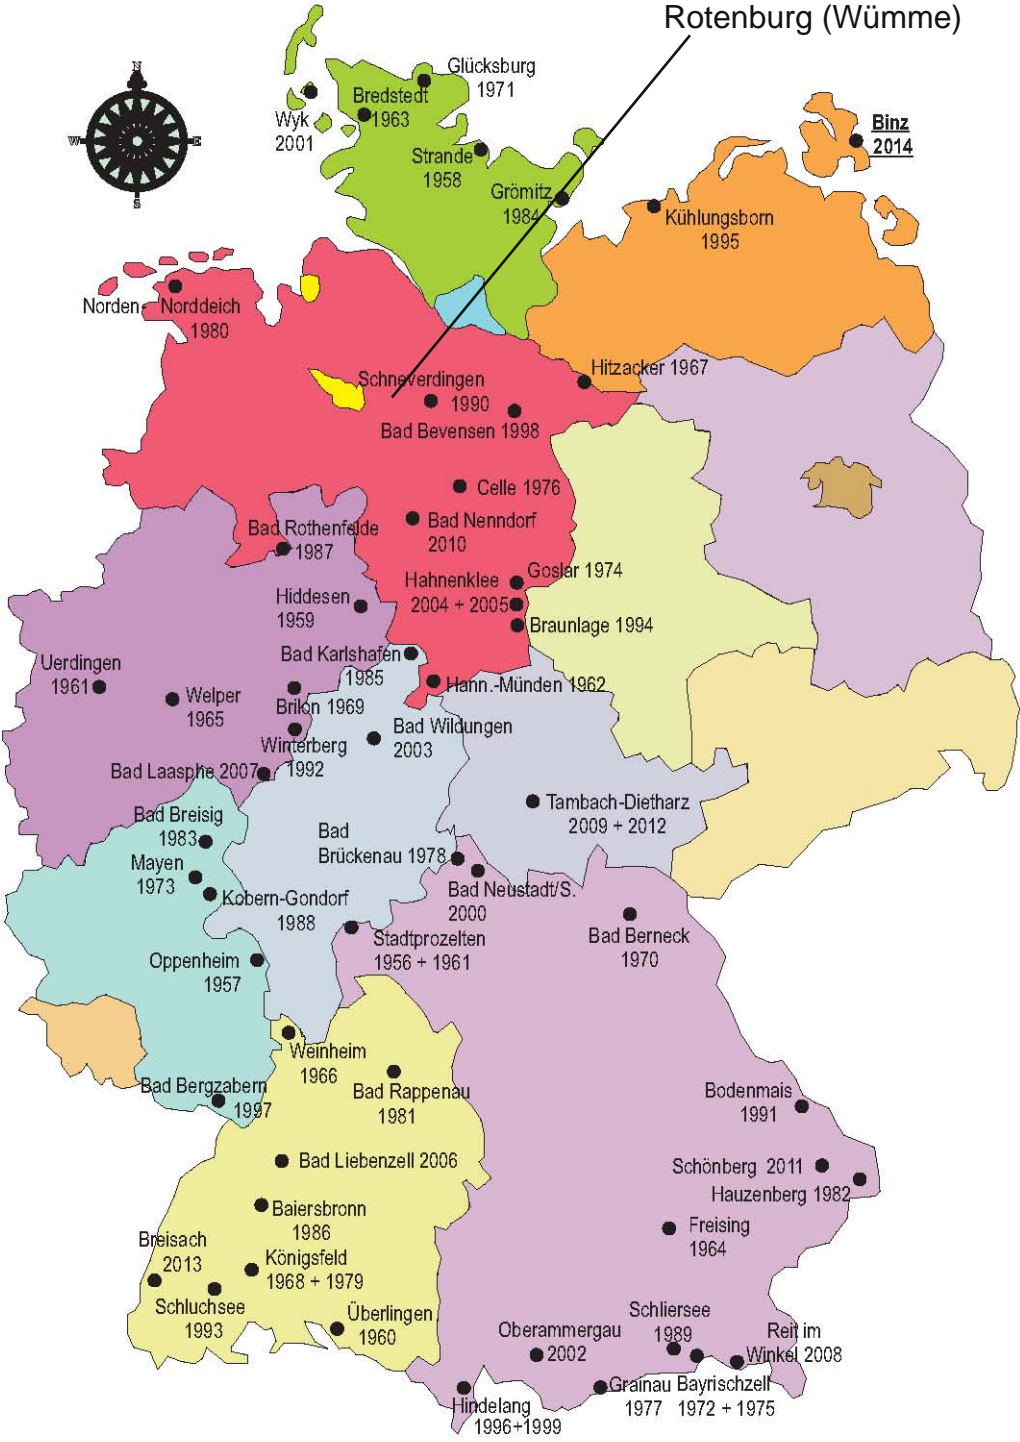 Rotenburg (Wümme)
N
W
E
S
Glücksburg
1971
Bredstedt
1963
Wyk
2001
Binz
2014
Strande
1958
Grömitz
1984
Kühlungsborn
1995
Norden- Norddeich
1980
Hitzacker 1967
Schneverdingen
1990
Bad Bevensen 1998
Celle 1976
Bad Nenndorf
2010
Bad Rothenfelde
1987
Goslar 1974
Hahnenklee
2004 + 2005
Hiddesen
1959
Braunlage 1994
Bad Karlshafen
1985
Uerdingen
1961
Hann.-Münden 1962
Welper
1965
Brilon 1969
Bad Wildungen
2003
Winterberg
1992
Bad Laasphe 2007
Tambach-Dietharz
2009 + 2012
Bad Breisig
1983
Bad
Brückenau 1978
Mayen
1973
Bad Neustadt/S.
2000
Kobern-Gondorf
1988
Stadtprozelten
1956 + 1961
Bad Berneck
1970
Oppenheim
1957
Weinheim
1966
Bad Bergzabern
1997
Bad Rappenau
1981
Bodenmais
1991
Bad Liebenzell 2006
Schönberg 2011
Hauzenberg 1982
Baiersbronn
1986
Freising
1964
Breisach
2013
Königsfeld
1968 + 1979
Schluchsee
1993
Überlingen
1960
Schliersee
1989
Oberammergau
2002
Reit im
Winkel 2008
Grainau
1977
Bayrischzell
1972 + 1975
Hindelang
1996+1999